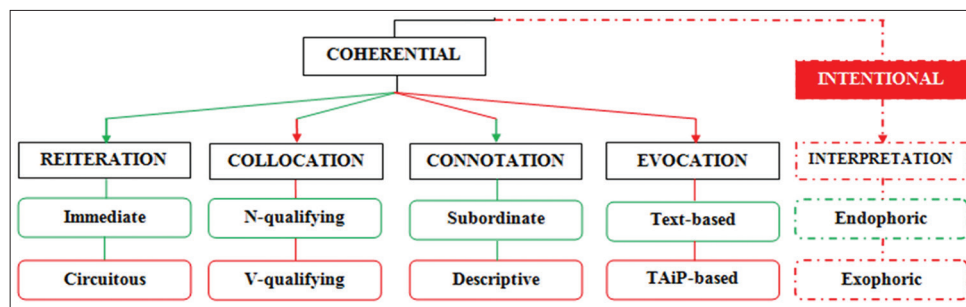 COHERENTIAL
INTENTIONAL
REITERATION COLLOCATION CONNOTATION EVOCATION INTERPRETATION
Immediate N-qualifying Subordinate Text-based Endophoric
Circuitous V-qualifying Descriptive TAiP-based Exophoric